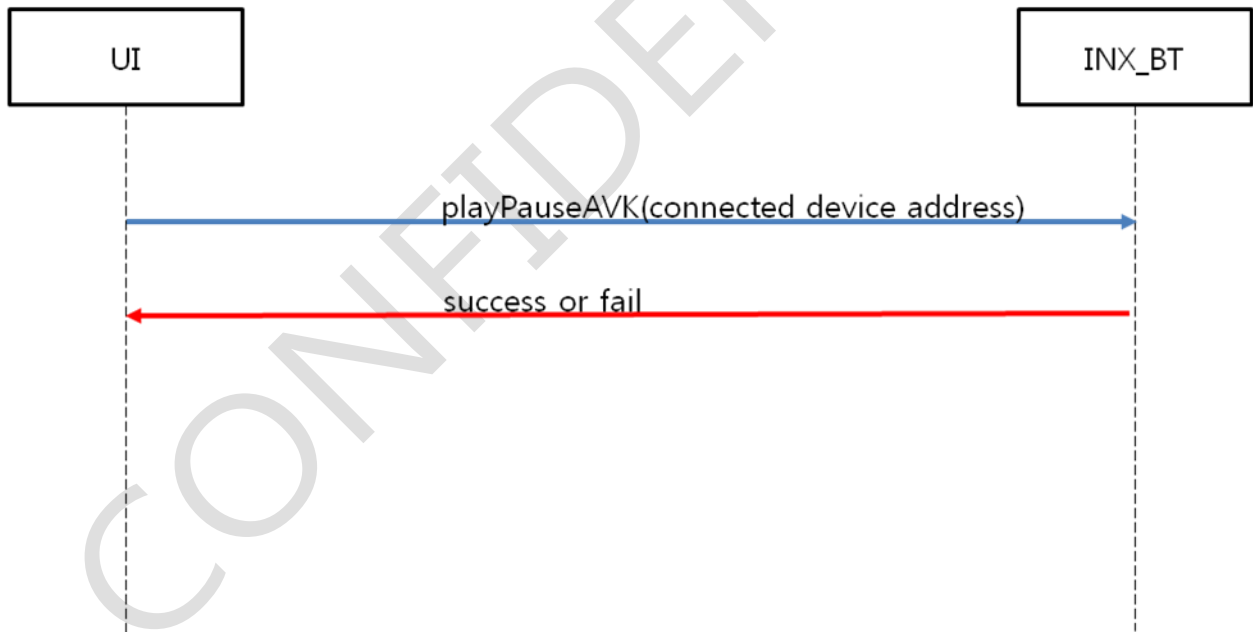 UI
INX_BT
playPauseAVK(connected device address)
success or fail
CONFIDE